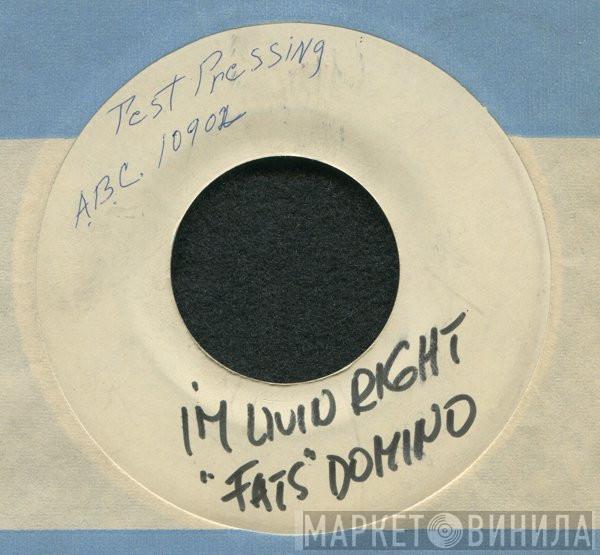 Test Pressing
A.B.C. 10902
I'M LIVIN RIGHT
"FATS" DOMINO
МАРКЕТ ВИНИЛА